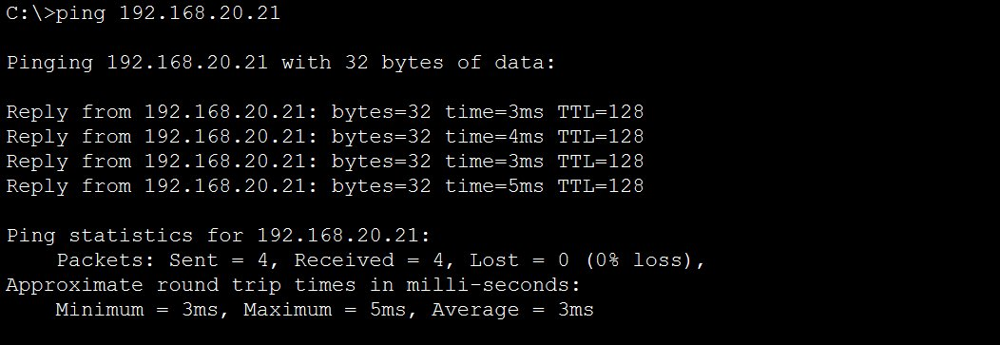 C:\>ping 192.168.20.21
Pinging 192.168.20.21 with 32 bytes of data:
Reply from 192.168.20.21: bytes=32 time=3ms TTL=128
Reply from 192.168.20.21: bytes=32 time=4ms TTL=128
Reply from 192.168.20.21: bytes=32 time=3ms TTL=128
Reply from 192.168.20.21: bytes=32 time=5ms TTL=128
Ping statistics for 192.168.20.21:
    Packets: Sent = 4, Received = 4, Lost = 0 (0% loss),
Approximate round trip times in milli-seconds:
    Minimum = 3ms, Maximum = 5ms, Average = 3ms